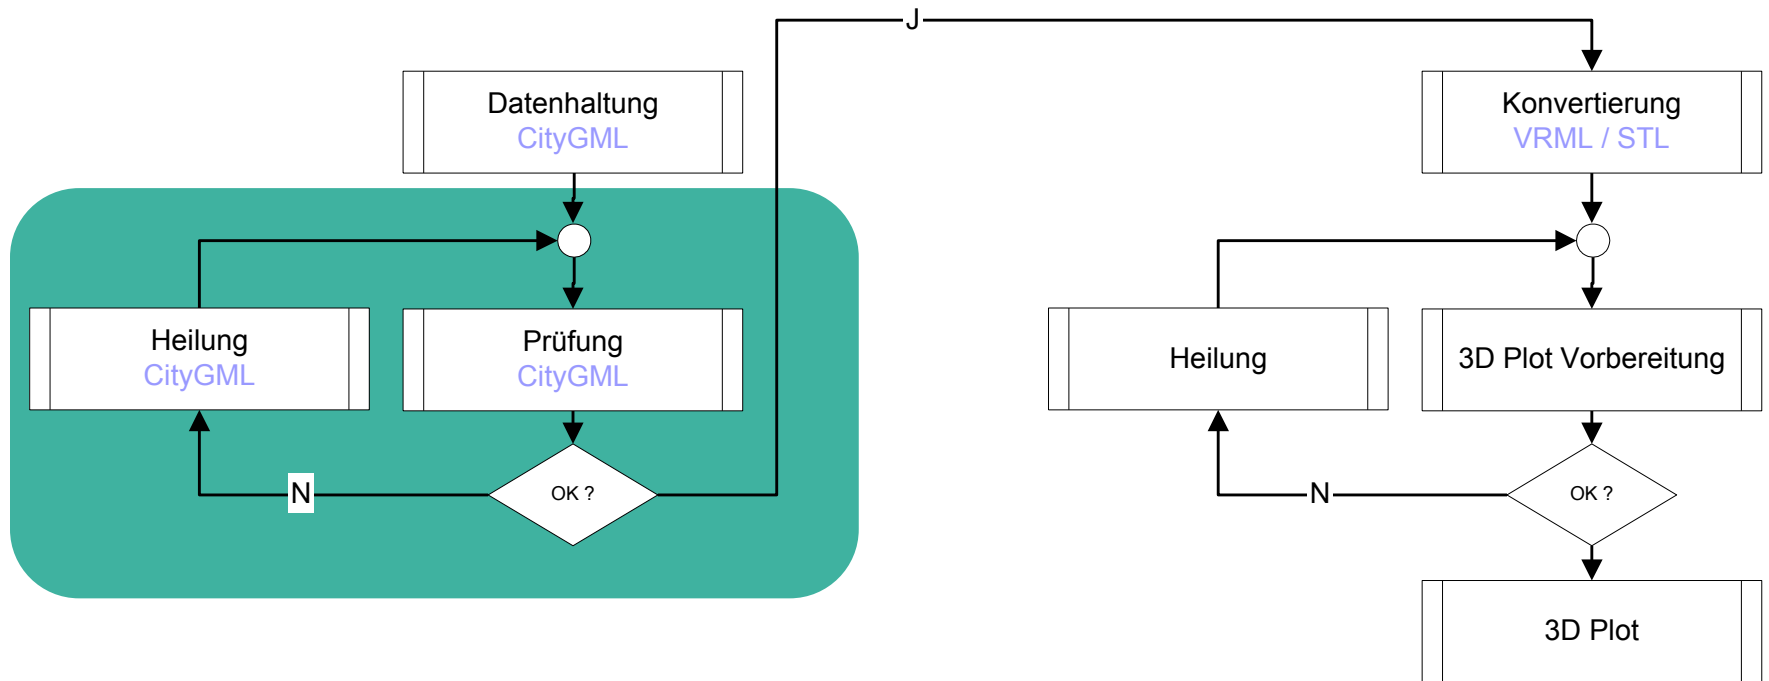 J
Datenhaltung
CityGML
Konvertierung
VRML / STL
Heilung
CityGML
Prüfung
CityGML
Heilung
3D Plot Vorbereitung
N
OK ?
N
OK ?
3D Plot